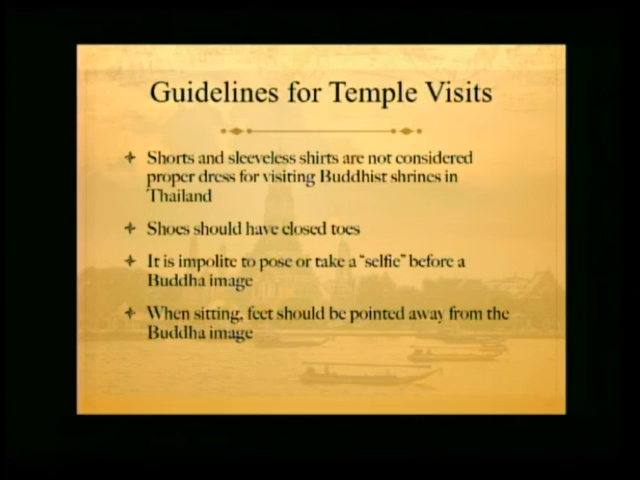 Guidelines for Temple Visits
Shorts and sleeveless shirts are not considered
proper dress for visiting Buddhist shrines in
Thailand
Shoes should have closed toes
It is impolite to pose or take a “selfie” before a
Buddha image
When sitting, feet should be pointed away from the
Buddha image